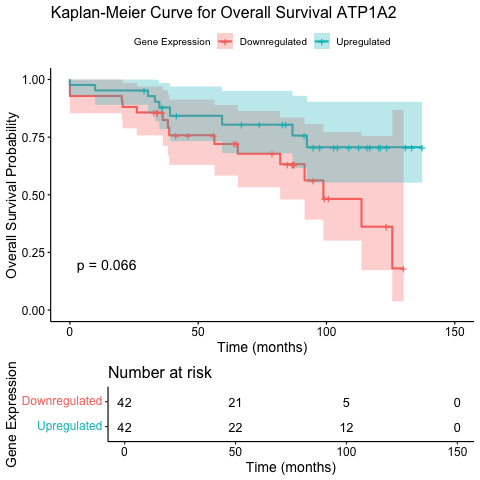 Kaplan-Meier Curve for Overall Survival ATP1A2
Gene Expression Downregulated Upregulated
Overall Survival Probability
1.00
0.75
0.50
0.25
0.00
p = 0.066
0 50 100 150
Time (months)
Number at risk
Gene Expression
Downregulated 42 21 5 0
Upregulated 42 22 12 0
0 50 100 150
Time (months)